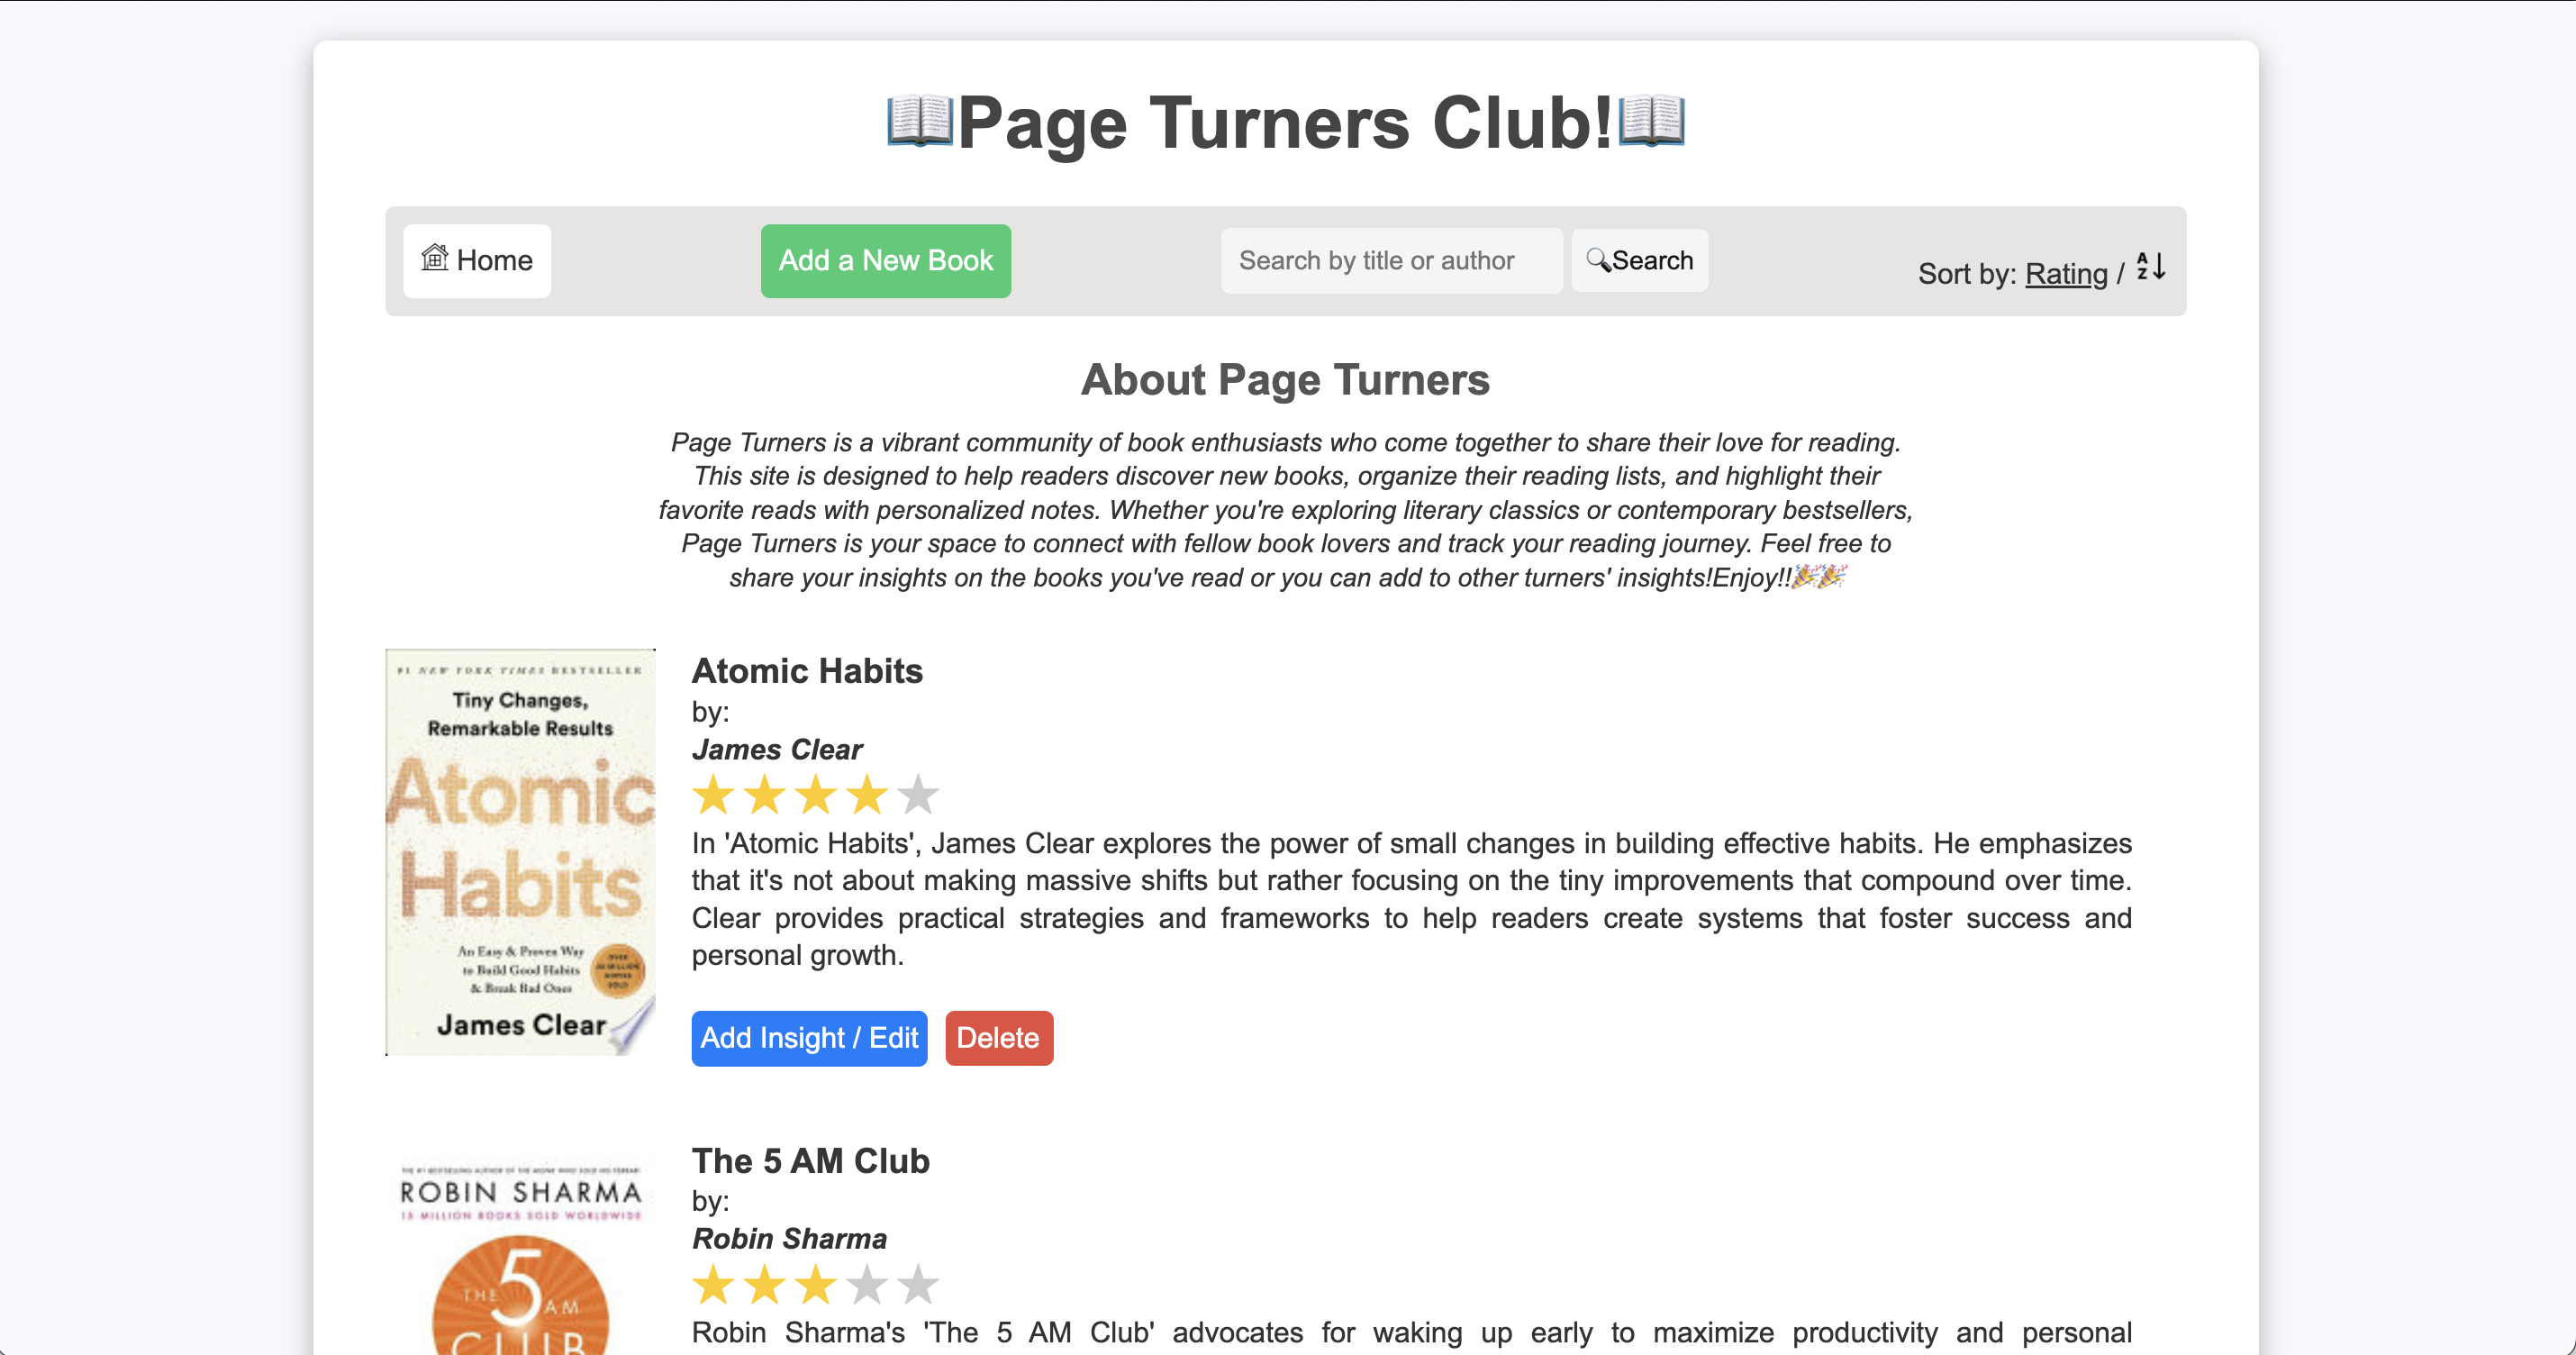 📖Page Turners Club!📖
Home
Add a New Book
Search by title or author
🔍Search
Sort by: Rating / A Z ↓
About Page Turners
Page Turners is a vibrant community of book enthusiasts who come together to share their love for reading.
This site is designed to help readers discover new books, organize their reading lists, and highlight their
favorite reads with personalized notes. Whether you're exploring literary classics or contemporary bestsellers,
Page Turners is your space to connect with fellow book lovers and track your reading journey. Feel free to
share your insights on the books you've read or you can add to other turners' insights!Enjoy!!🎉🎉
#1 NEW YORK TIMES BESTSELLER
Tiny Changes,
Remarkable Results
Atomic
Habits
An Easy & Proven Way
to Build Good Habits
& Break Bad Ones
James Clear
Atomic Habits
by:
James Clear
In 'Atomic Habits', James Clear explores the power of small changes in building effective habits. He emphasizes
that it's not about making massive shifts but rather focusing on the tiny improvements that compound over time.
Clear provides practical strategies and frameworks to help readers create systems that foster success and
personal growth.
Add Insight / Edit
Delete
ROBIN SHARMA
15 MILLION BOOKS SOLD WORLDWIDE
THE 5 AM
CLUB
The 5 AM Club
by:
Robin Sharma
Robin Sharma's 'The 5 AM Club' advocates for waking up early to maximize productivity and personal